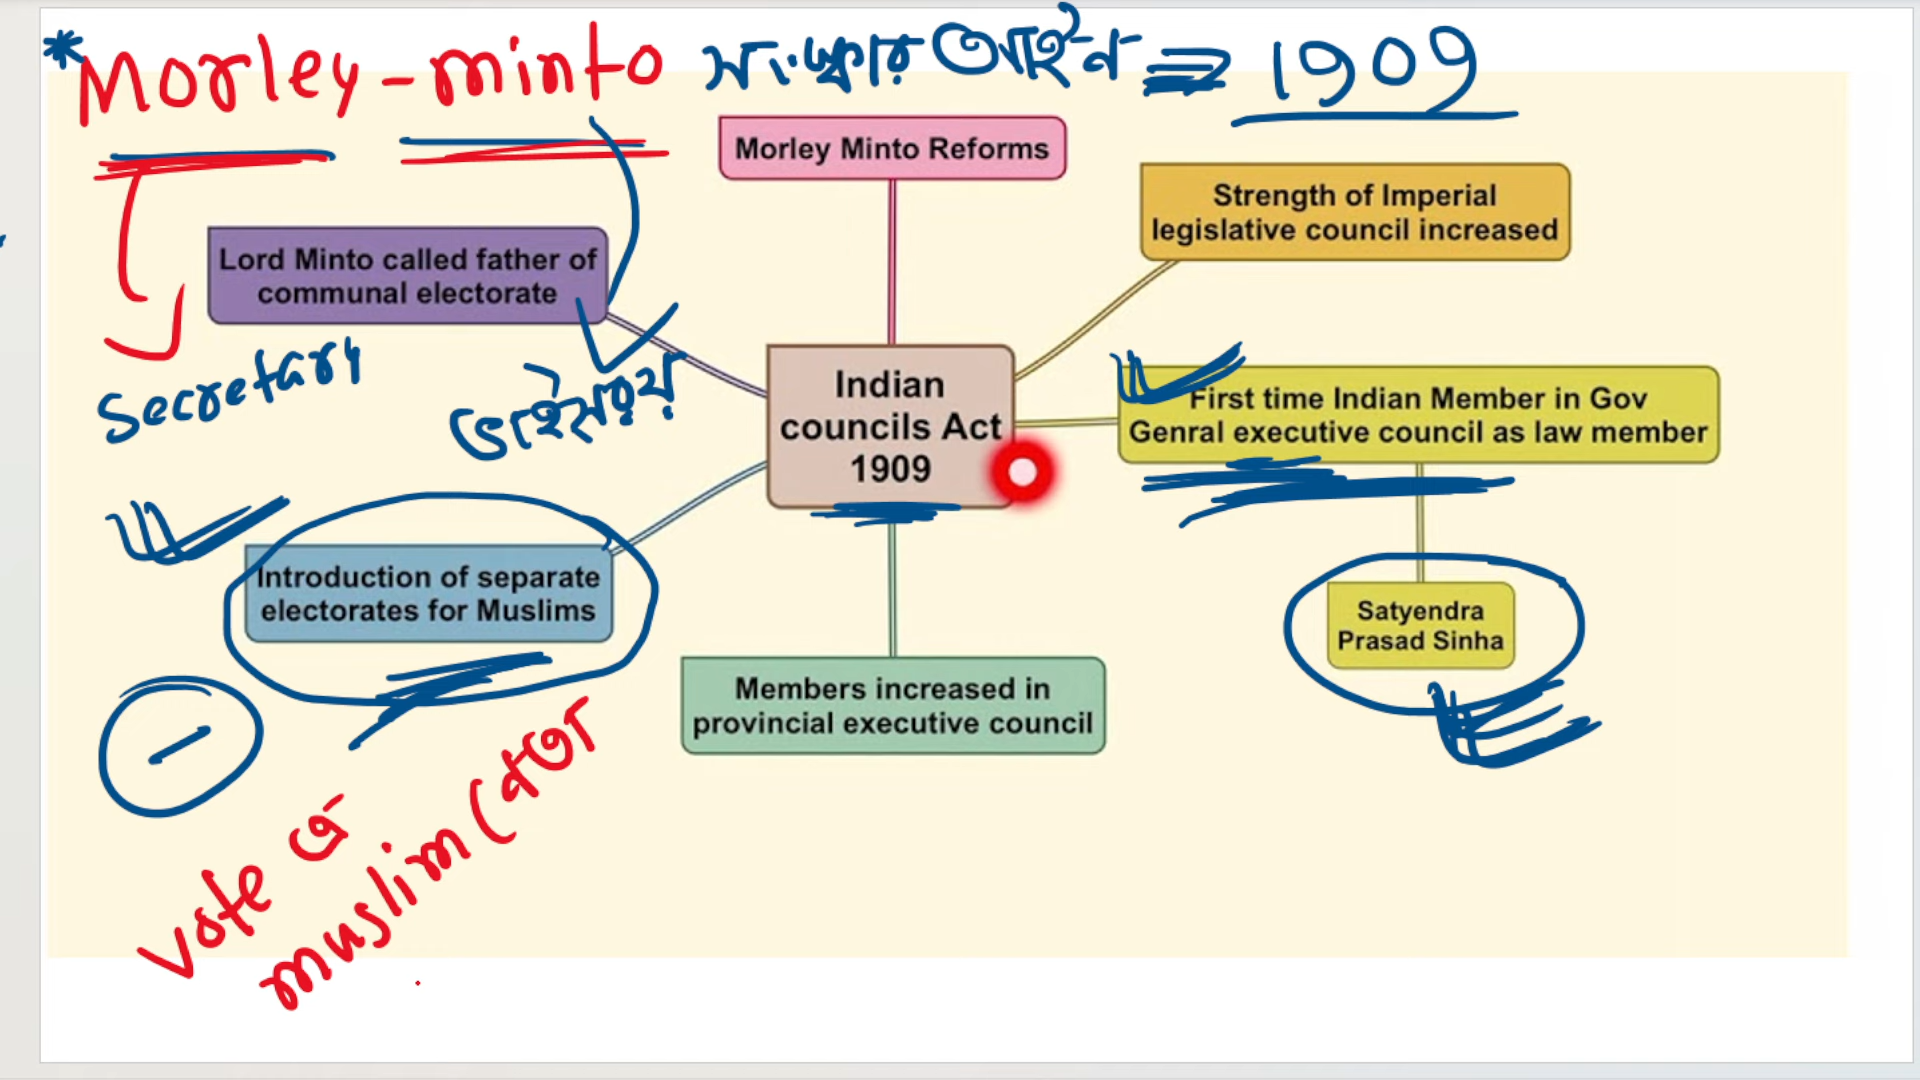 *Morley-minto সংস্কার আইন = 1909
Morley Minto Reforms
Strength of Imperial
legislative council increased
Lord Minto called father of
communal electorate
Secretary
ভাইসরয়
Indian
councils Act
1909
First time Indian Member in Gov
Genral executive council as law member
Introduction of separate
electorates for Muslims
Satyendra
Prasad Sinha
Members increased in
provincial executive council
vote
muslim